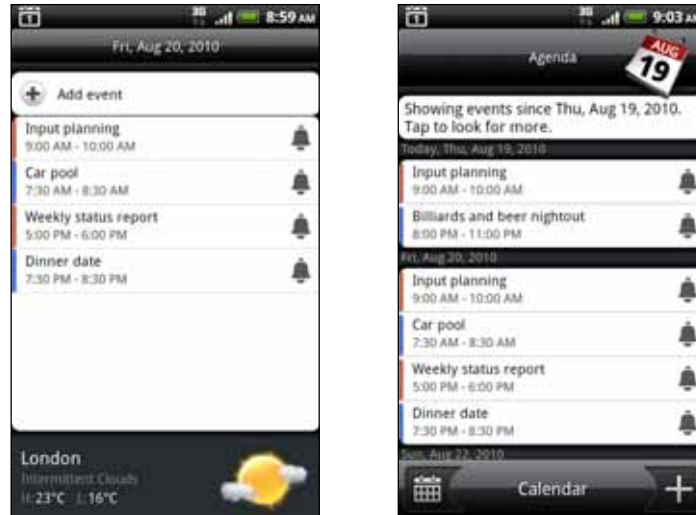 3G
8:59 AM
Fri, Aug 20, 2010
Add event
Input planning
9:00 AM - 10:00 AM
Car pool
7:30 AM - 8:30 AM
Weekly status report
5:00 PM - 6:00 PM
Dinner date
7:30 PM - 8:30 PM
London
Intermittent Clouds
H: 23°C L: 16°C
3G
9:03 AM
Agenda
AUG
19
Showing events since Thu, Aug 19, 2010.
Tap to look for more.
Today, Thu, Aug 19, 2010
Input planning
9:00 AM - 10:00 AM
Billiards and beer nightout
8:00 PM - 11:00 PM
Fri, Aug 20, 2010
Input planning
9:00 AM - 10:00 AM
Car pool
7:30 AM - 8:30 AM
Weekly status report
5:00 PM - 6:00 PM
Dinner date
7:30 PM - 8:30 PM
Sun, Aug 22, 2010
Calendar